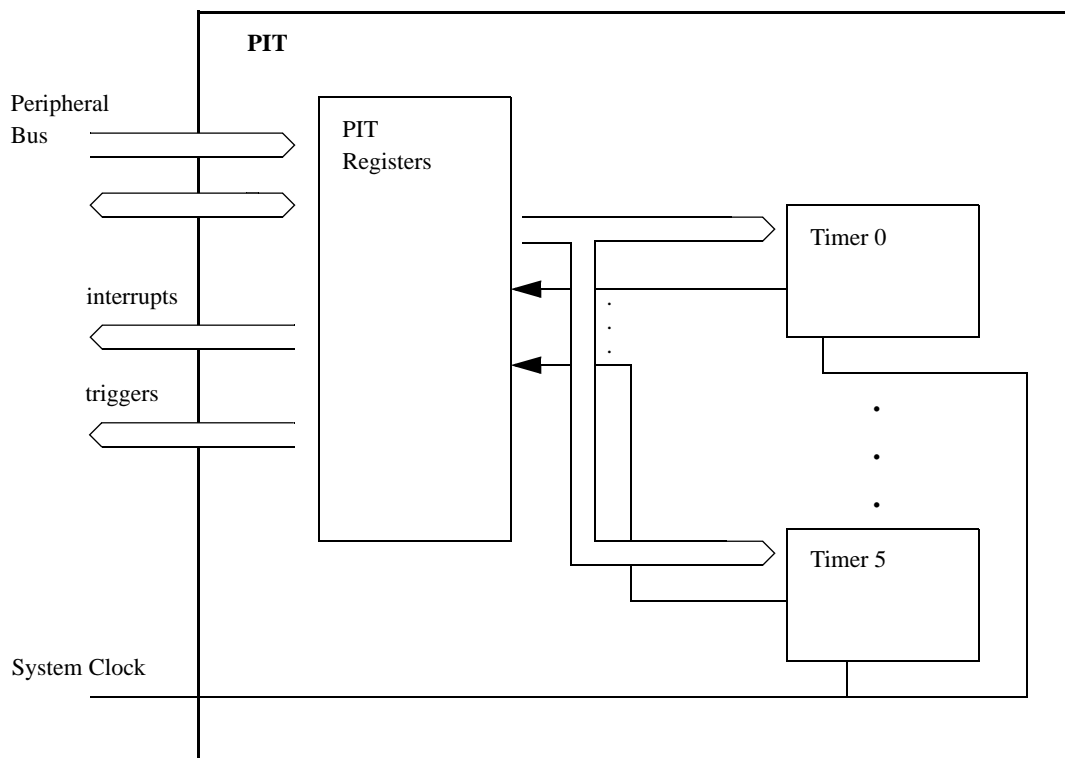 PIT
Peripheral
Bus
PIT
Registers
Timer 0
interrupts
triggers
Timer 5
System Clock